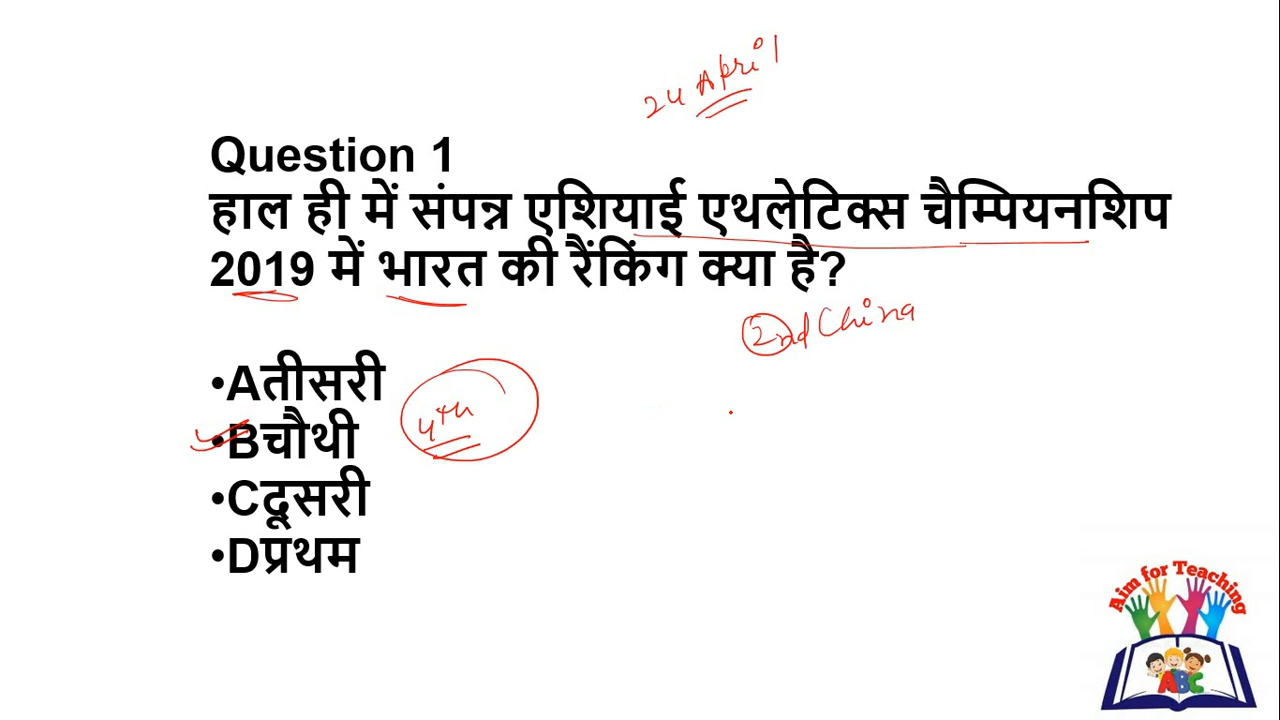 24 April
Question 1
हाल ही में संपन्न एशियाई एथलेटिक्स चैम्पियनशिप
2019 में भारत की रैंकिंग क्या है?
2nd China
•Aतीसरी
4th
•Bचौथी
•Cदूसरी
•Dप्रथम
Aim for Teaching
ABC